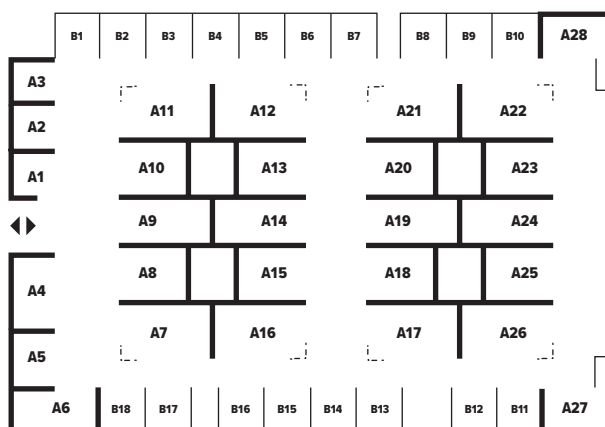 B1 B2 B3 B4 B5 B6 B7 B8 B9 B10 A28
A3
A11 A12 A21 A22
A2
A10 A13 A20 A23
A1
A9 A14 A19 A24
A8 A15 A18 A25
A4
A7 A16 A17 A26
A5
A6 B18 B17 B16 B15 B14 B13 B12 B11 A27